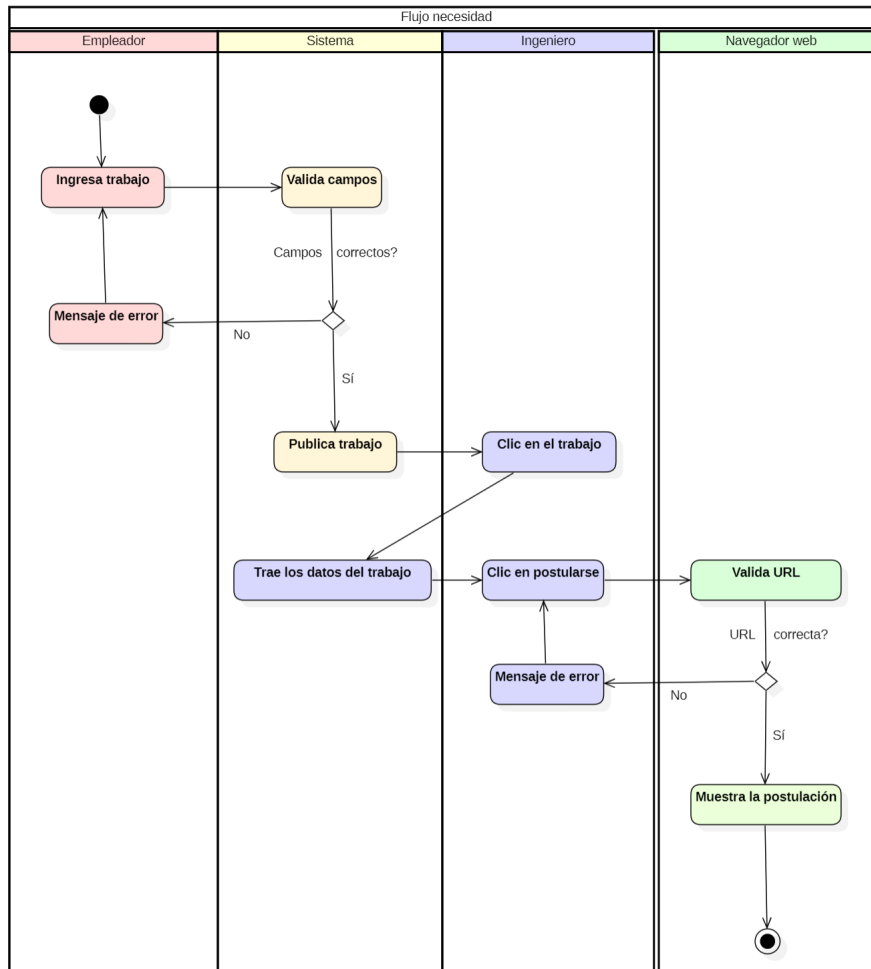 Flujo necesidad
Empleador
Sistema
Ingeniero
Navegador web
Ingresa trabajo
Valida campos
Campos correctos?
Mensaje de error
No
Sí
Publica trabajo
Clic en el trabajo
Trae los datos del trabajo
Clic en postularse
Valida URL
URL correcta?
Mensaje de error
No
Sí
Muestra la postulación